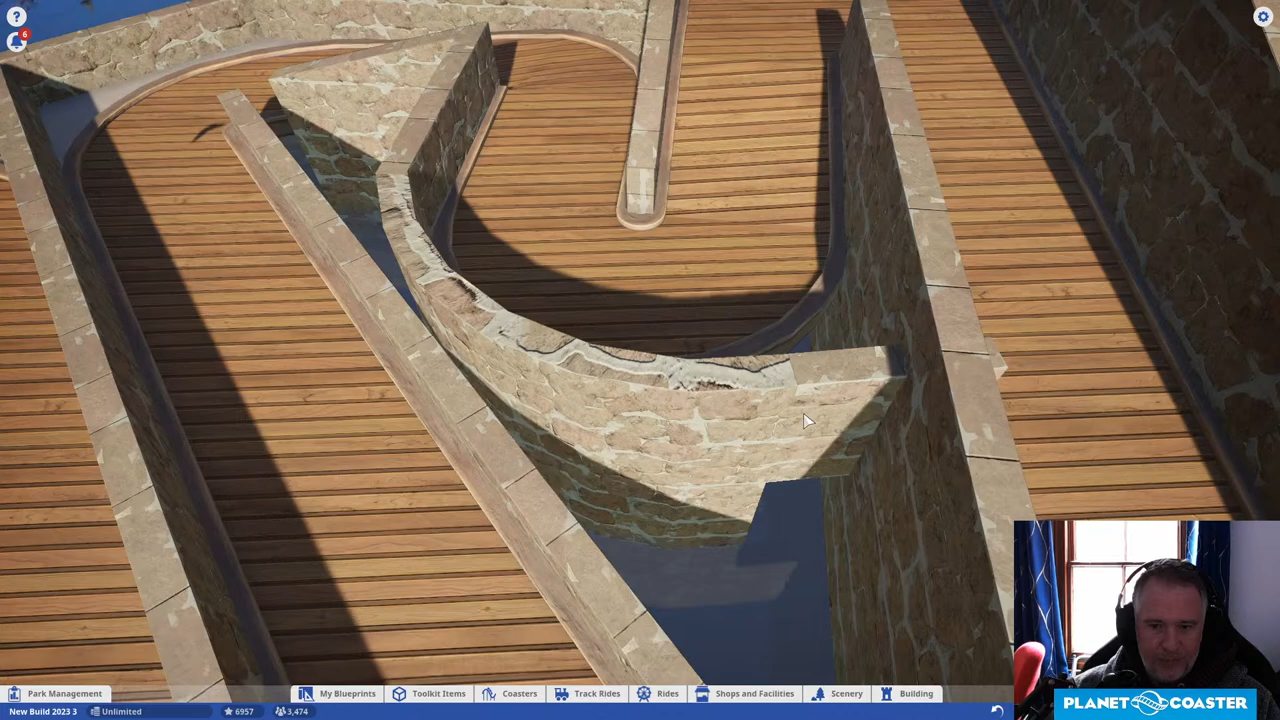 ?
6
Park Management
My Blueprints
Toolkit Items
Coasters
Track Rides
Rides
Shops and Facilities
Scenery
Building
New Build 2023 3
Unlimited
6957
3,474
PLANET COASTER